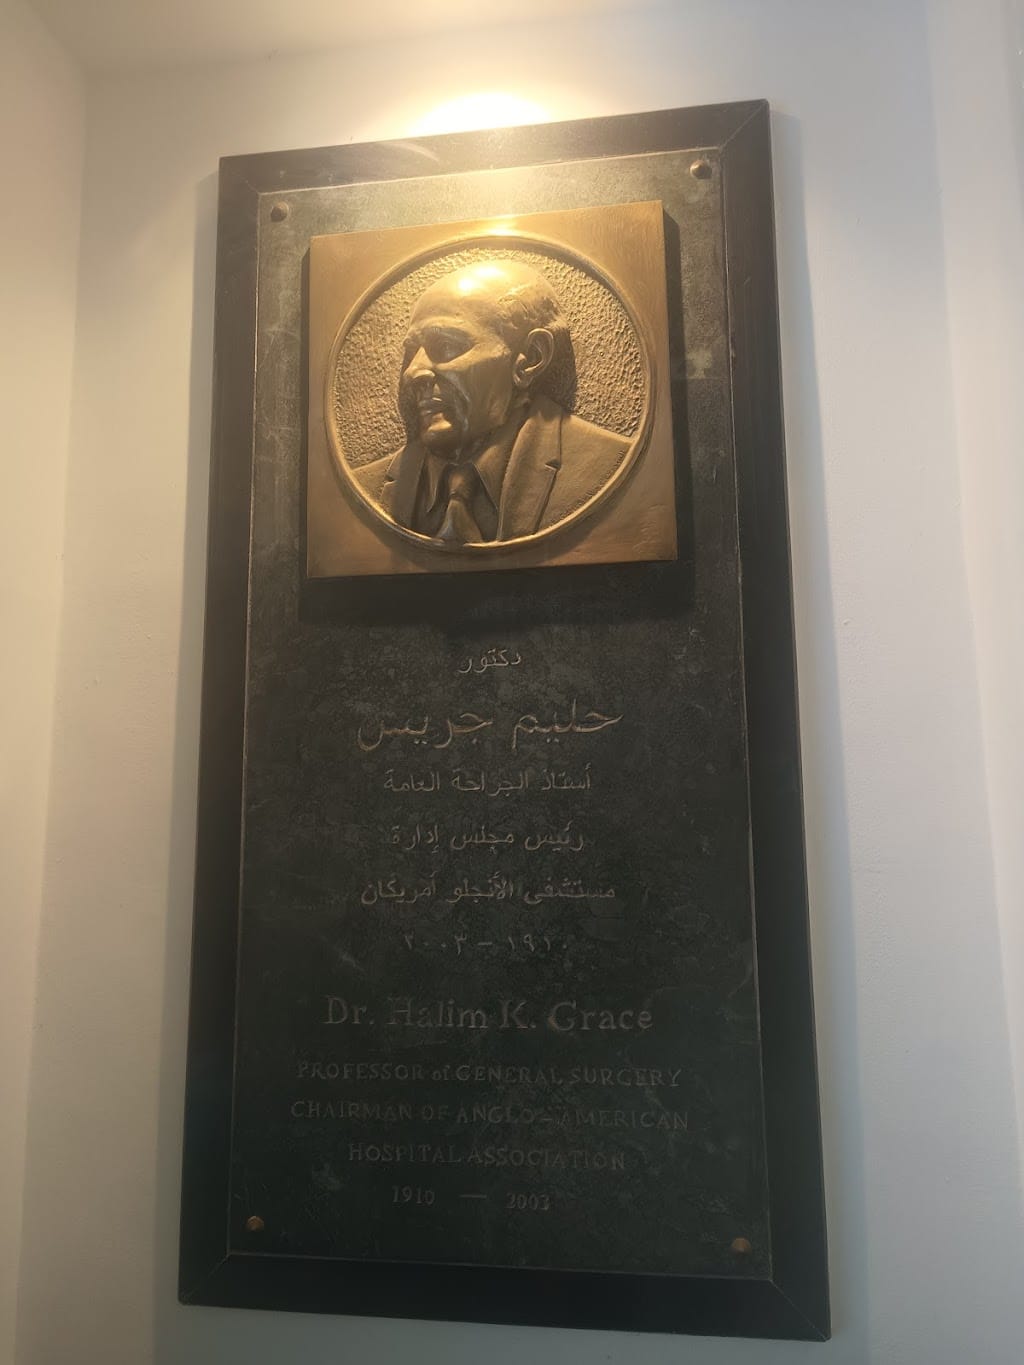 دكتور
حليم جريس
أستاذ الجراحة العامة
رئيس مجلس إدارة
مستشفى الأنجلو أمريكان
١٩١٠ – ٢٠٠٣
Dr. Halim K. Grace
PROFESSOR of GENERAL SURGERY
CHAIRMAN OF ANGLO-AMERICAN
HOSPITAL ASSOCIATION
1910 — 2003